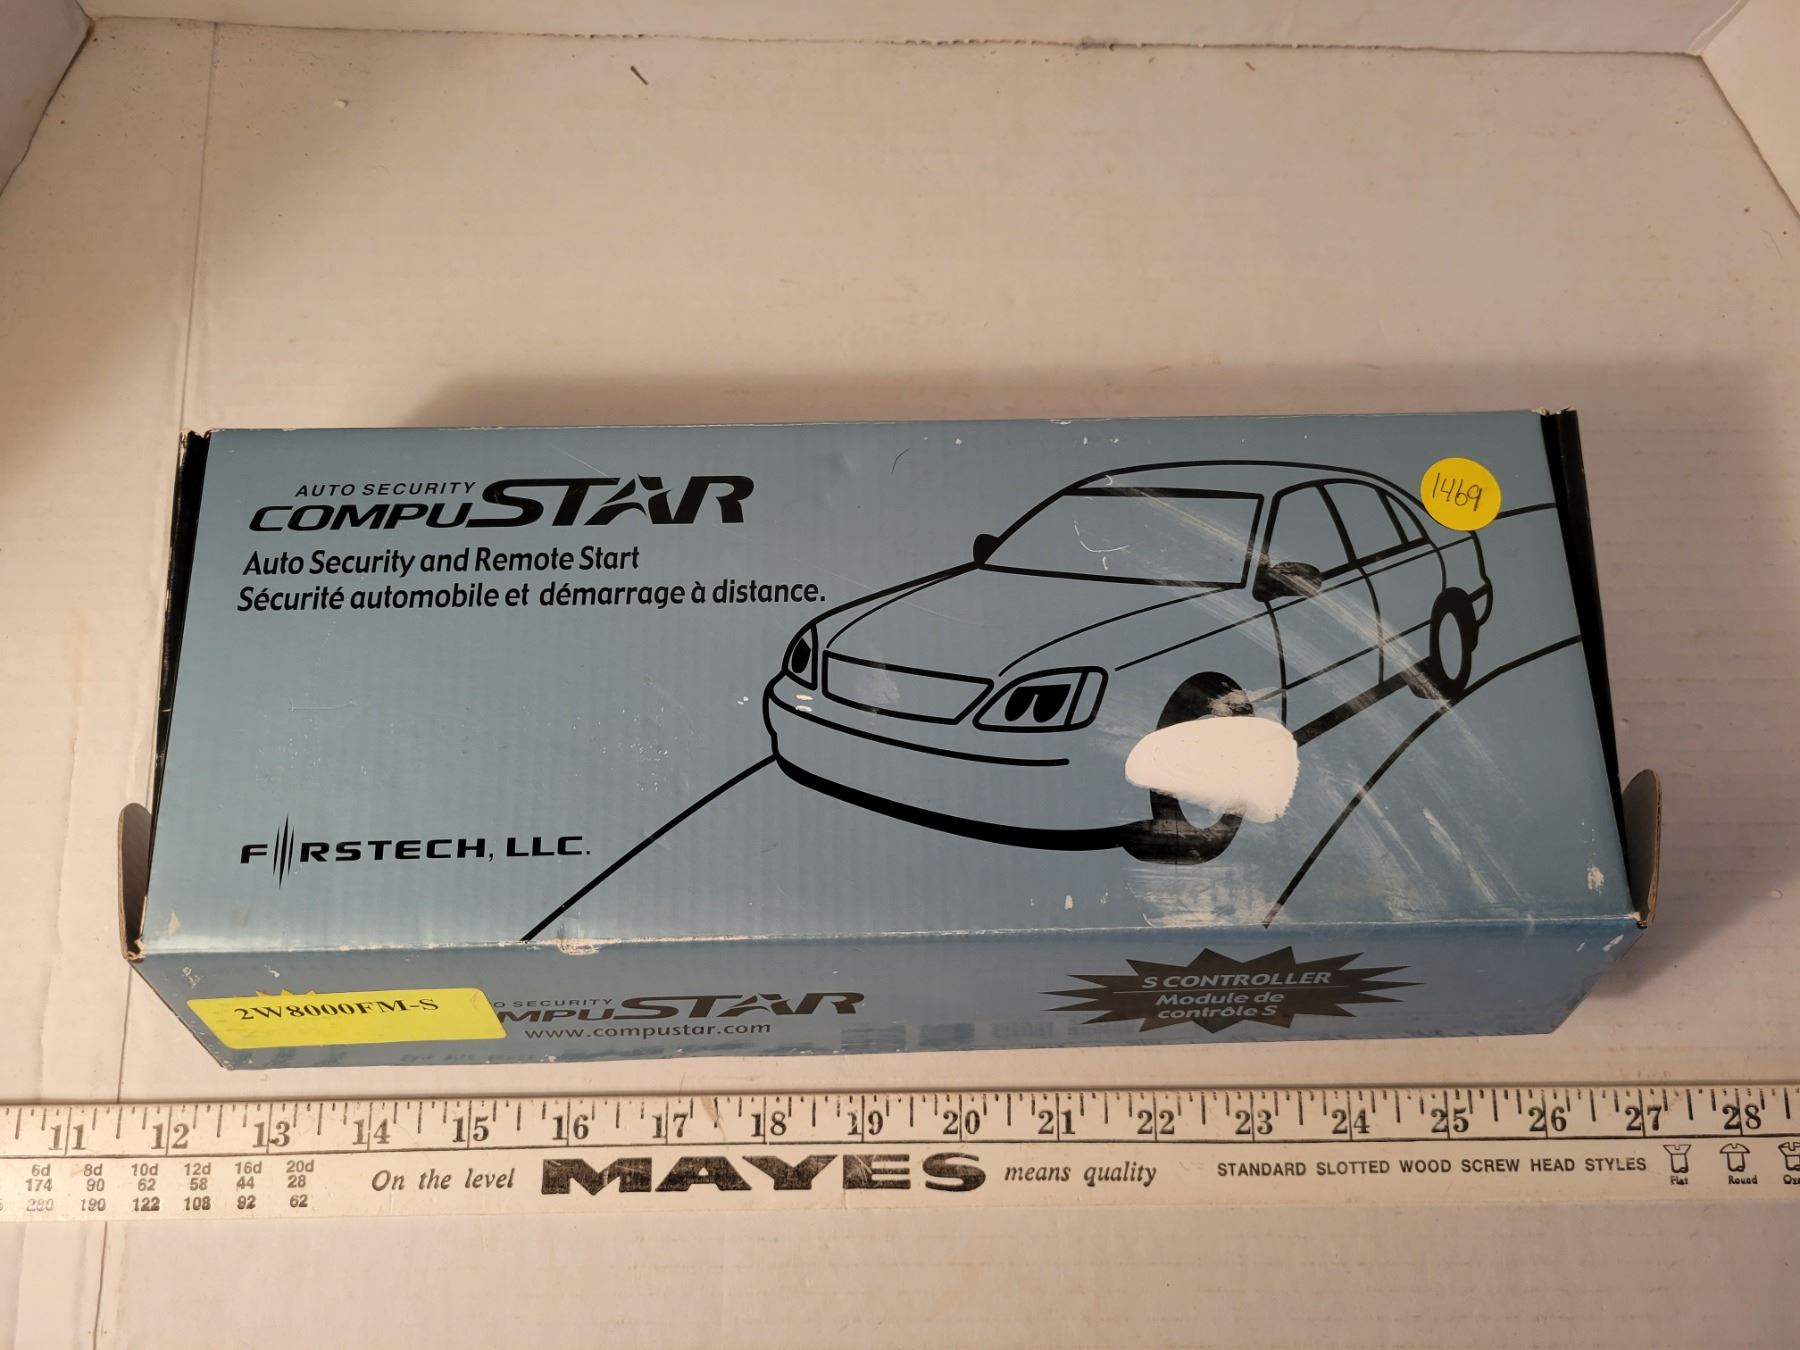 AUTO SECURITY
COMPUSTAR
Auto Security and Remote Start
Sécurité automobile et démarrage à distance.
1469
FIRSTECH, LLC.
2W8000FM-S
O SECURITY
MPUSTAR
www.compustar.com
S CONTROLLER
Module de
contrôle S
11 12 13 14 15 16 17 18 19 20 21 22 23 24 25 26 27 28
6d 8d 10d 12d 16d 20d
174 90 62 58 44 28
280 190 122 108 92 62
On the level MAYES means quality
STANDARD SLOTTED WOOD SCREW HEAD STYLES
Flat Round